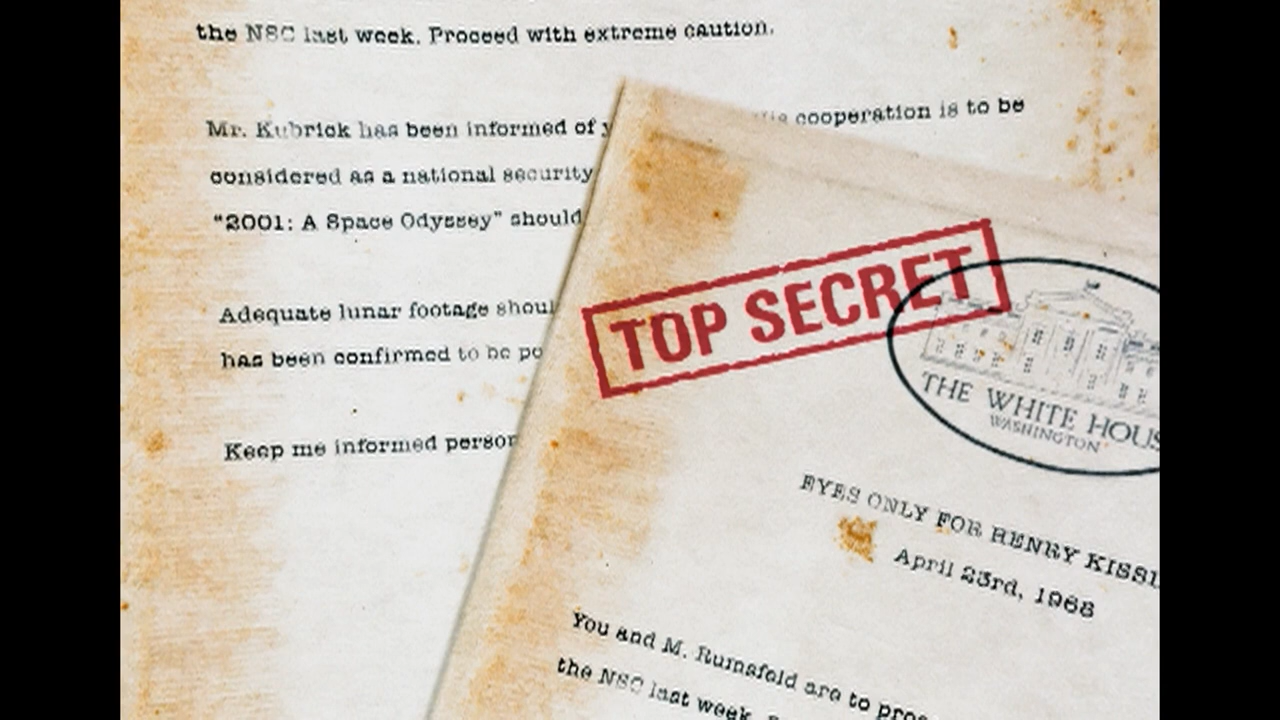 the NSC last week. Proceed with extreme caution.
Mr. Kubrick has been informed of y
cooperation is to be
considered as a national security
“2001: A Space Odyssey” should
Adequate lunar footage shoul
has been confirmed to be po
Keep me informed person
TOP SECRET
THE WHITE HOUS
WASHINGTON
EYES ONLY FOR HENRY KISSI
April 23rd, 1968
You and M. Rumsfeld are to proc
the NSC last week.